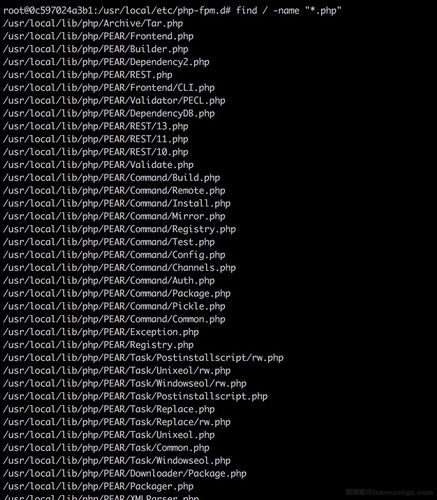 root@0c597024a3b1:/usr/local/etc/php-fpm.d# find / -name "*.php"
/usr/local/lib/php/Archive/Tar.php
/usr/local/lib/php/PEAR/Frontend.php
/usr/local/lib/php/PEAR/Builder.php
/usr/local/lib/php/PEAR/Dependency2.php
/usr/local/lib/php/PEAR/REST.php
/usr/local/lib/php/PEAR/Frontend/CLI.php
/usr/local/lib/php/PEAR/Validator/PECL.php
/usr/local/lib/php/PEAR/DependencyDB.php
/usr/local/lib/php/PEAR/REST/13.php
/usr/local/lib/php/PEAR/REST/11.php
/usr/local/lib/php/PEAR/REST/10.php
/usr/local/lib/php/PEAR/Validate.php
/usr/local/lib/php/PEAR/Command/Build.php
/usr/local/lib/php/PEAR/Command/Remote.php
/usr/local/lib/php/PEAR/Command/Install.php
/usr/local/lib/php/PEAR/Command/Mirror.php
/usr/local/lib/php/PEAR/Command/Registry.php
/usr/local/lib/php/PEAR/Command/Test.php
/usr/local/lib/php/PEAR/Command/Config.php
/usr/local/lib/php/PEAR/Command/Channels.php
/usr/local/lib/php/PEAR/Command/Auth.php
/usr/local/lib/php/PEAR/Command/Package.php
/usr/local/lib/php/PEAR/Command/Pickle.php
/usr/local/lib/php/PEAR/Command/Common.php
/usr/local/lib/php/PEAR/Exception.php
/usr/local/lib/php/PEAR/Registry.php
/usr/local/lib/php/PEAR/Task/Postinstallscript/rw.php
/usr/local/lib/php/PEAR/Task/Unixeol/rw.php
/usr/local/lib/php/PEAR/Task/Windowseol/rw.php
/usr/local/lib/php/PEAR/Task/Postinstallscript.php
/usr/local/lib/php/PEAR/Task/Replace.php
/usr/local/lib/php/PEAR/Task/Replace/rw.php
/usr/local/lib/php/PEAR/Task/Unixeol.php
/usr/local/lib/php/PEAR/Task/Common.php
/usr/local/lib/php/PEAR/Task/Windowseol.php
/usr/local/lib/php/PEAR/Downloader/Package.php
/usr/local/lib/php/PEAR/Packager.php
/usr/local/lib/php/PEAR/XMLParser.php